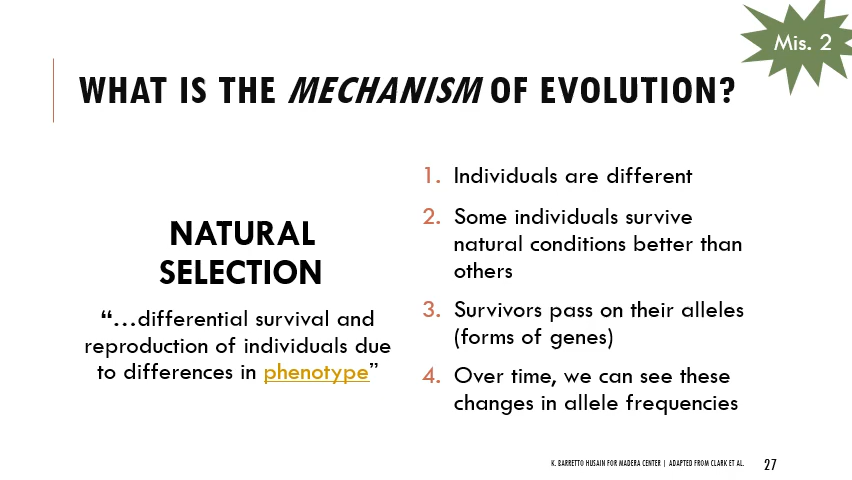 Mis. 2
WHAT IS THE MECHANISM OF EVOLUTION?
NATURAL
SELECTION
“…differential survival and
reproduction of individuals due
to differences in phenotype”
1. Individuals are different
2. Some individuals survive
natural conditions better than
others
3. Survivors pass on their alleles
(forms of genes)
4. Over time, we can see these
changes in allele frequencies
K. BARRETTO HUSAIN FOR MADERA CENTER | ADAPTED FROM CLARK ET AL.
27